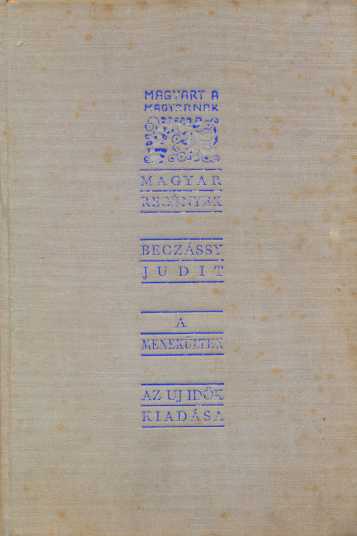 MAGYART A
MAGYARNAK
MAGYAR
REGÉNYEK
BECZÁSSY
JUDIT
A
MENEKÜLTEK
AZ UJ IDŐK
KIADÁSA